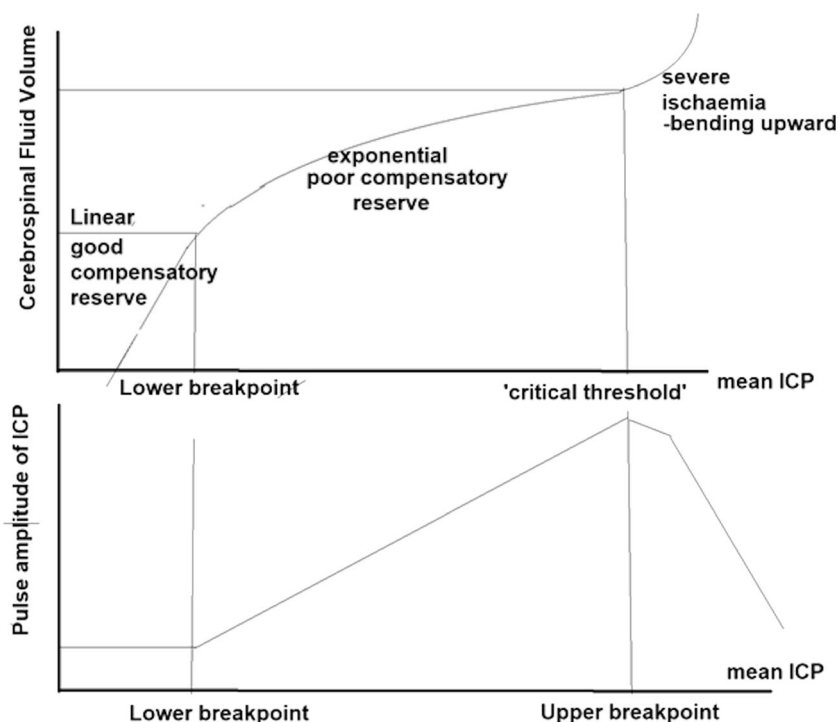 Cerebrospinal Fluid Volume
severe
ischaemia
-bending upward
exponential
poor compensatory
reserve
Linear
good
compensatory
reserve
Lower breakpoint
'critical threshold'
mean ICP
Pulse amplitude of ICP
mean ICP
Lower breakpoint
Upper breakpoint